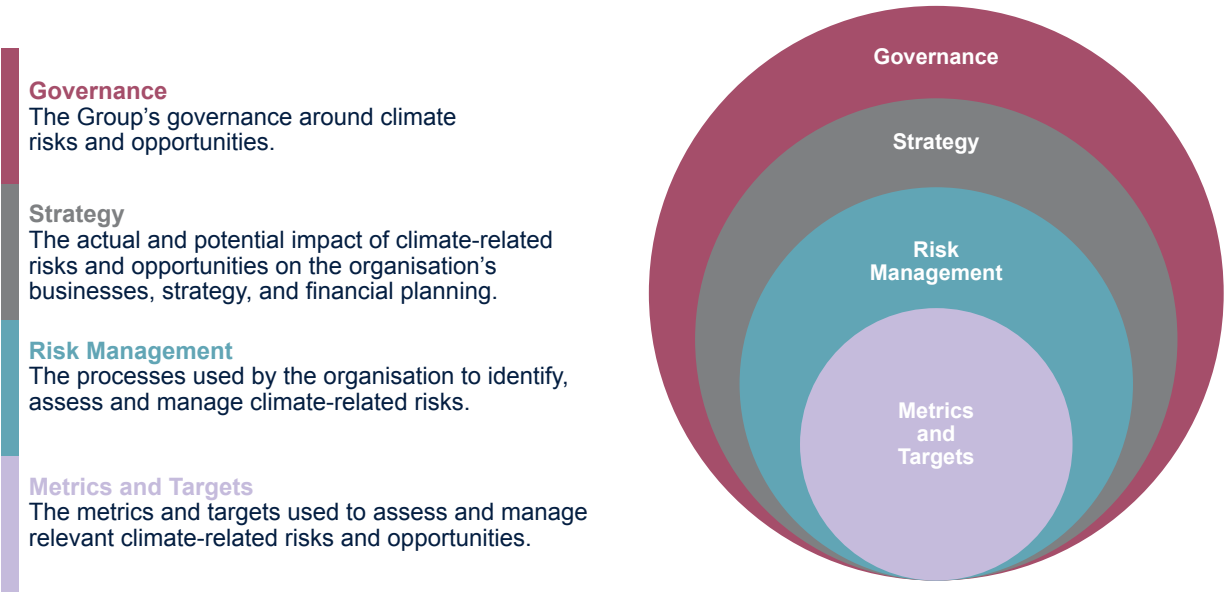 Governance
The Group’s governance around climate
risks and opportunities.
Strategy
The actual and potential impact of climate-related
risks and opportunities on the organisation’s
businesses, strategy, and financial planning.
Risk Management
The processes used by the organisation to identify,
assess and manage climate-related risks.
Metrics and Targets
The metrics and targets used to assess and manage
relevant climate-related risks and opportunities.
Governance
Strategy
Risk
Management
Metrics
and
Targets